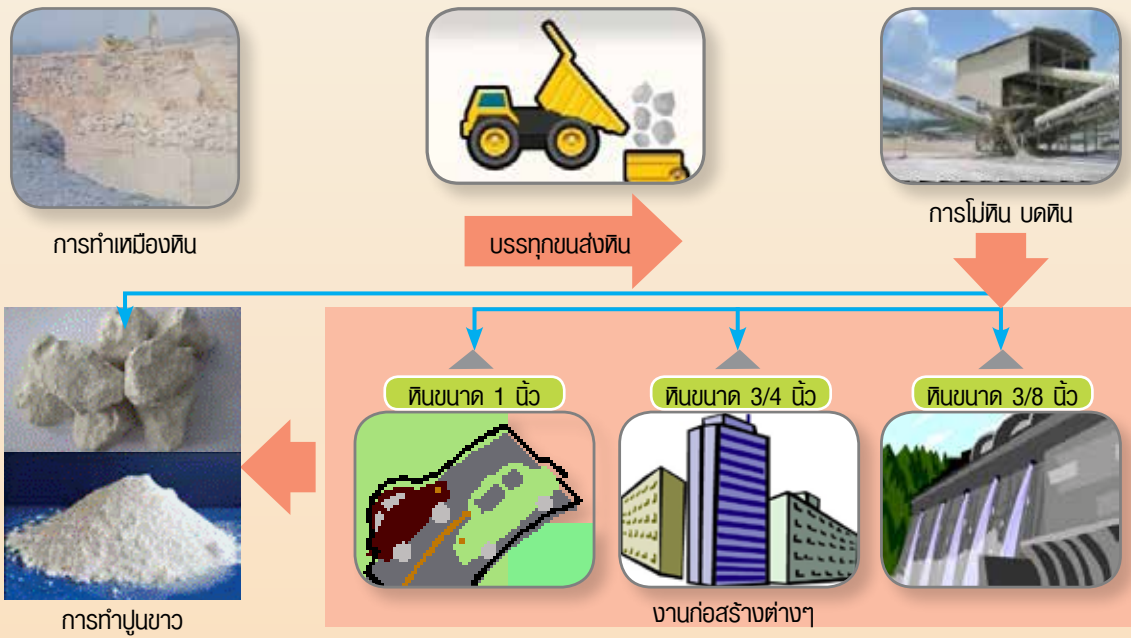 การทำเหมืองหิน
บรรทุกขนส่งหิน
การโม่หิน บดหิน
หินขนาด 1 นิ้ว
หินขนาด 3/4 นิ้ว
หินขนาด 3/8 นิ้ว
การทำปูนขาว
งานก่อสร้างต่างๆ